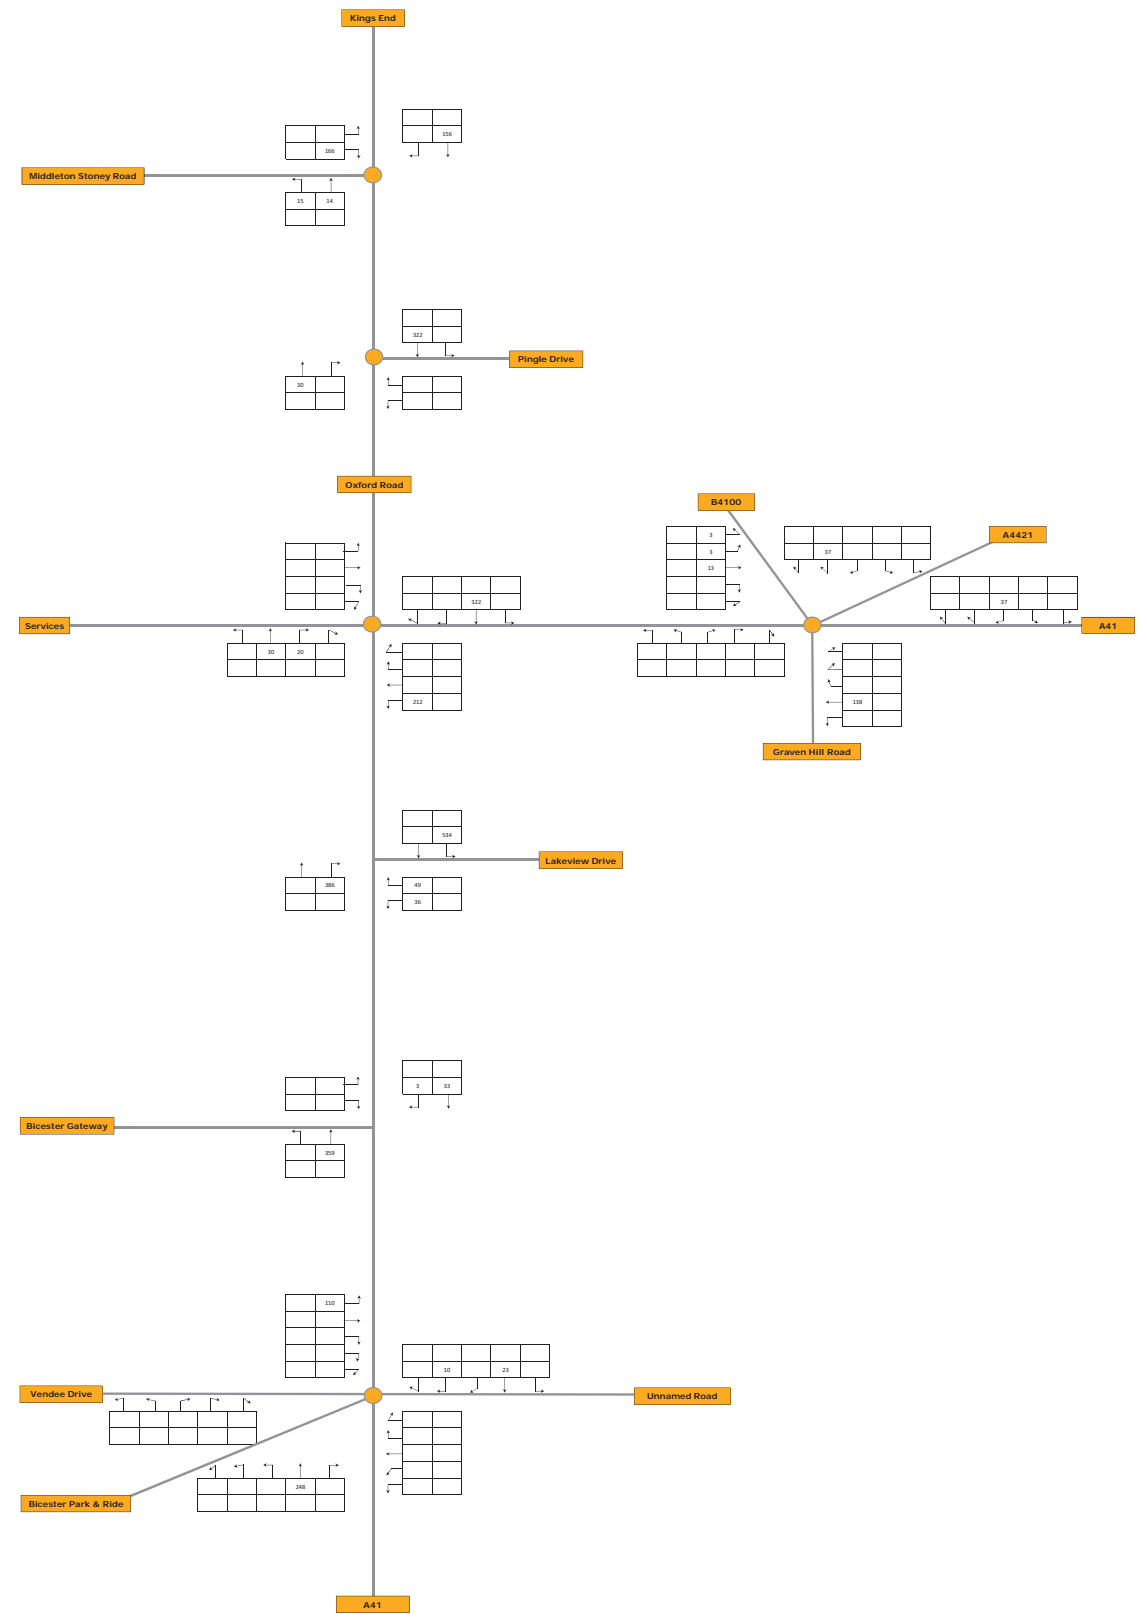 Kings End
156
166
Middleton Stoney Road
15 14
322
Pingle Drive
30
Oxford Road
B4100
3
A4421
3 37
13
322 37
Services
A41
30 20
212 138
Graven Hill Road
534
Lakeview Drive
386 49
36
3 33
Bicester Gateway
359
110
10 23
Vendee Drive
Unnamed Road
248
Bicester Park & Ride
A41